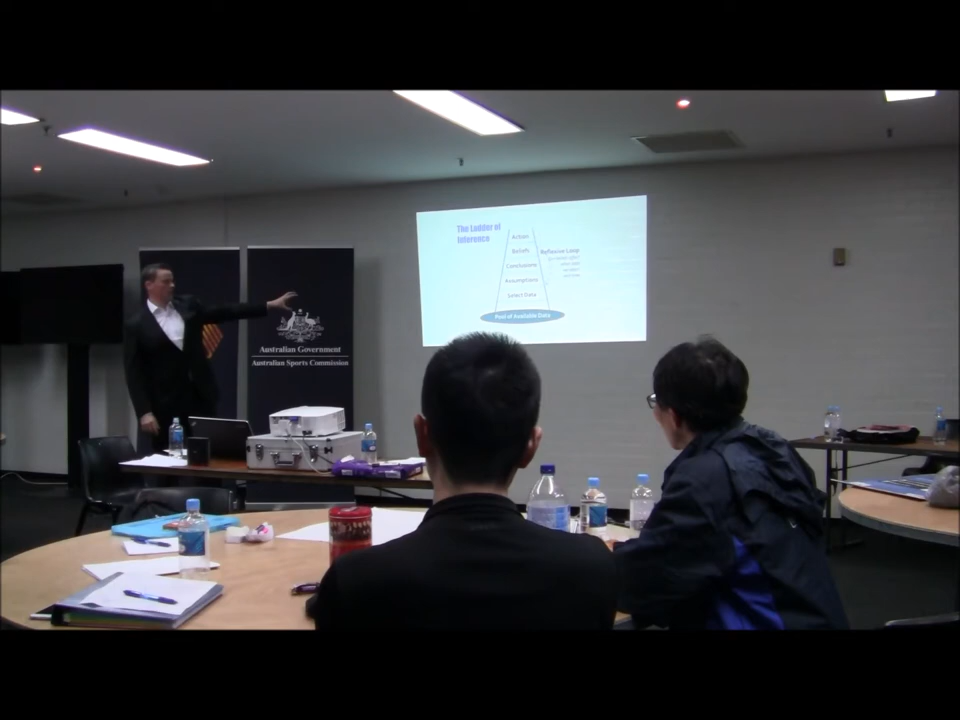 The Ladder of
Inference
Action
Beliefs
Reflexive Loop
Conclusions
Assumptions
Select Data
Pool of Available Data
Australian Government
Australian Sports Commission